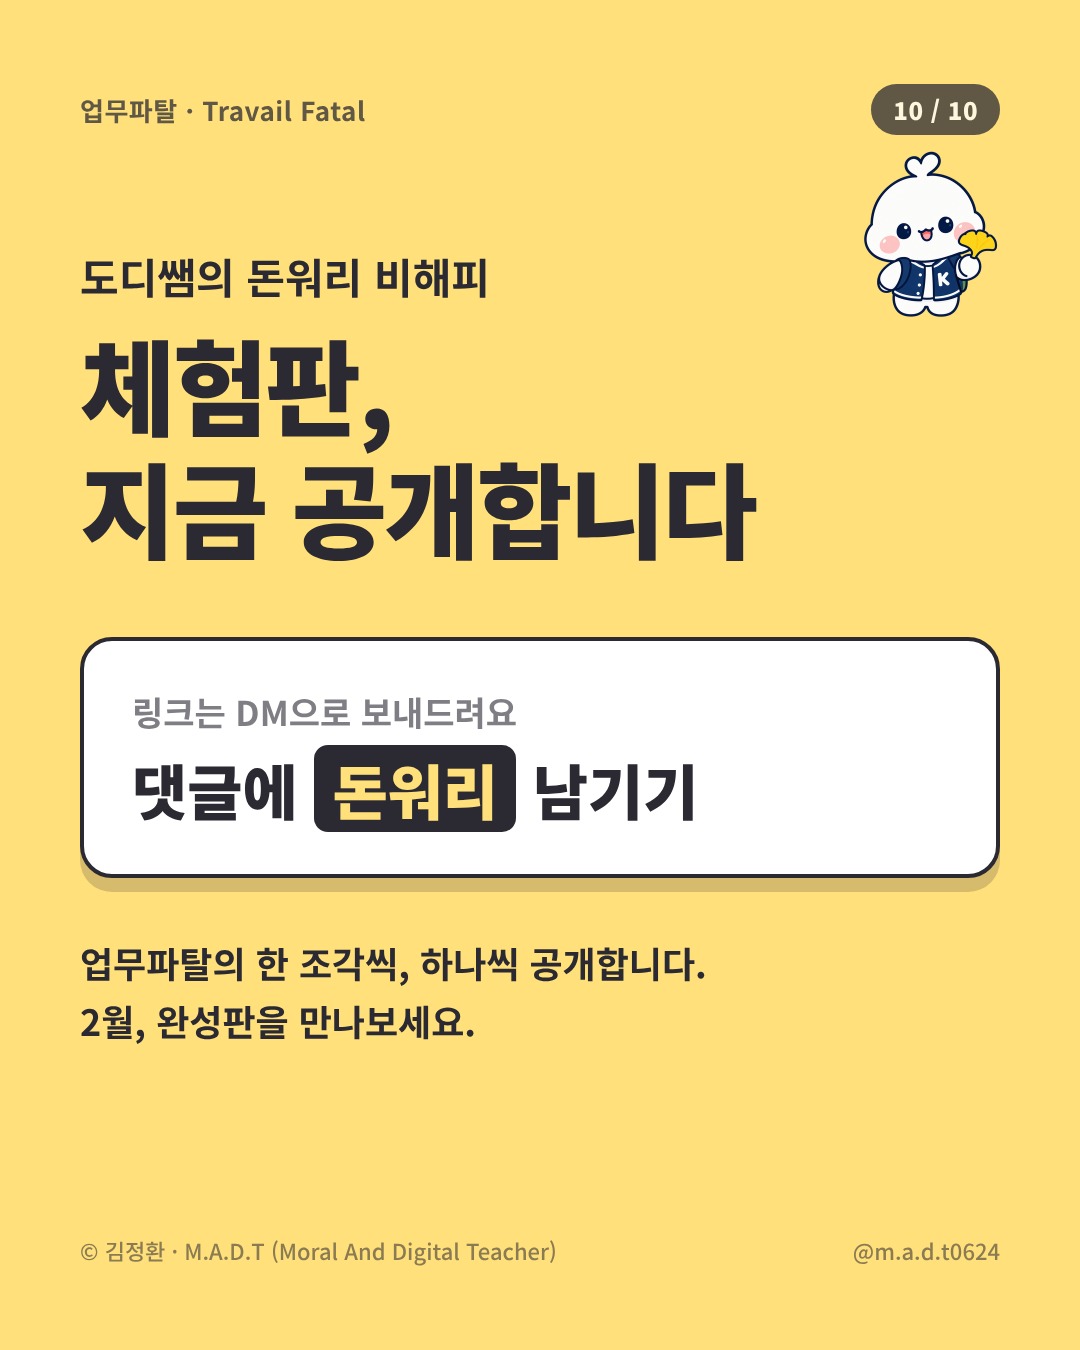 업무파탈 · Travail Fatal
10 / 10
도디쌤의 돈워리 비해피
체험판,
지금 공개합니다
K
링크는 DM으로 보내드려요
댓글에 돈워리 남기기
업무파탈의 한 조각씩, 하나씩 공개합니다.
2월, 완성판을 만나보세요.
© 김정환 · M.A.D.T (Moral And Digital Teacher)
@m.a.d.t0624